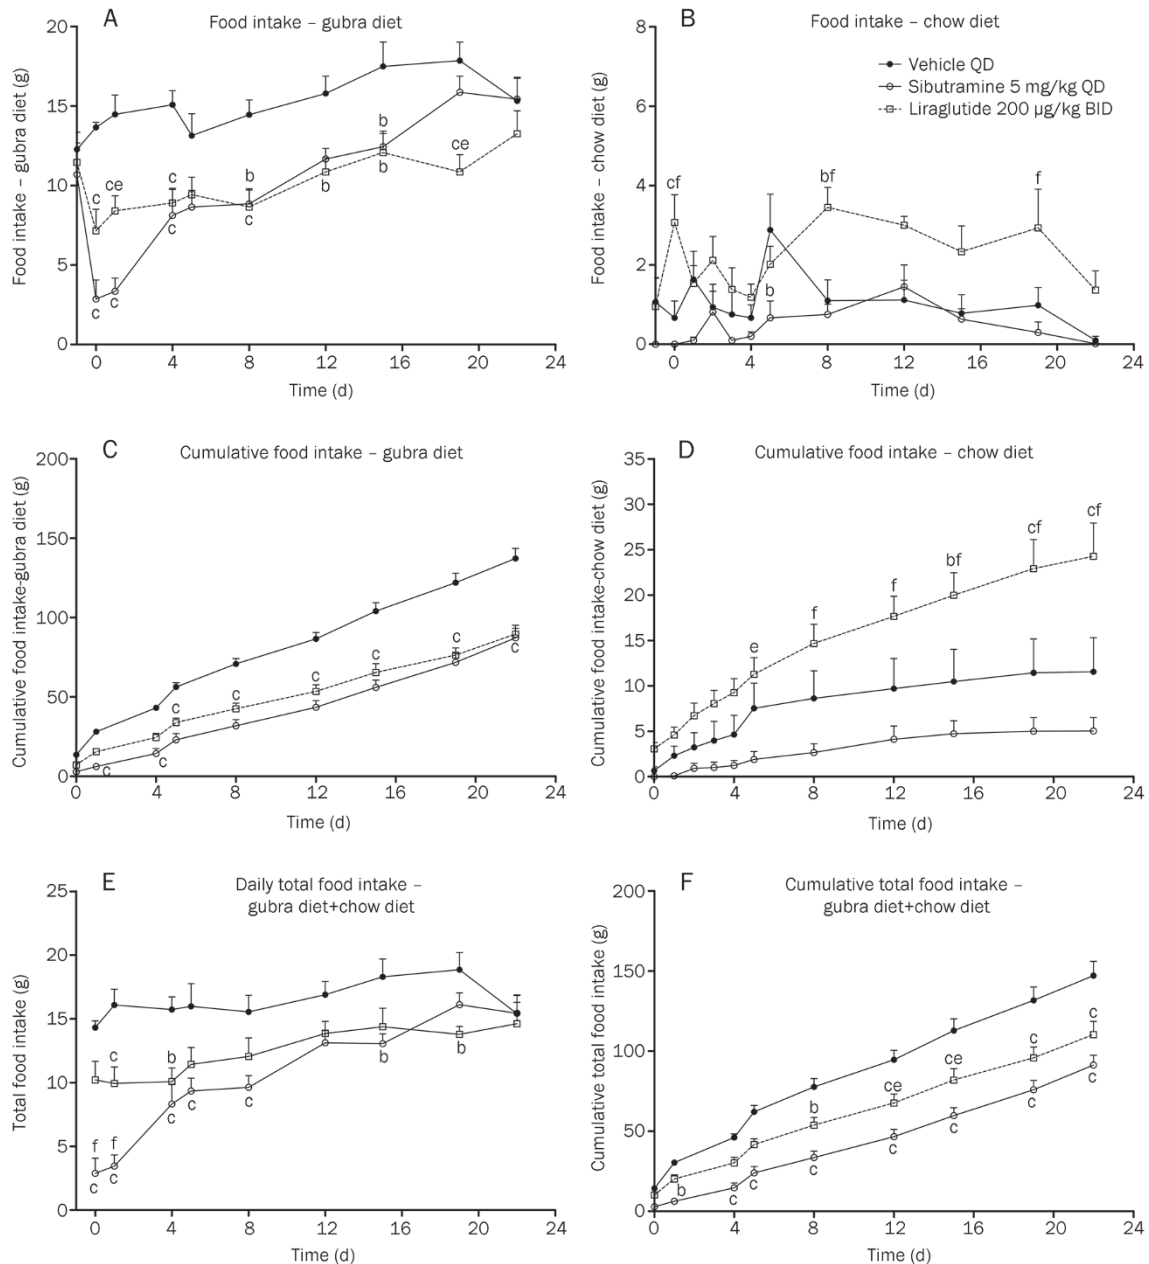 A
Food intake – gubra diet
Food intake – gubra diet (g)
20
15
10
5
0
c
ce
c
b
b
b
ce
c
c
c
c
b
b
0 4 8 12 16 20 24
Time (d)
B
Food intake – chow diet
Vehicle QD
Sibutramine 5 mg/kg QD
Liraglutide 200 µg/kg BID
Food intake – chow diet (g)
8
6
4
2
0
cf
bf
f
b
0 4 8 12 16 20 24
Time (d)
C
Cumulative food intake – gubra diet
Cumulative food intake-gubra diet (g)
200
150
100
50
0
c
c
c
c
c
c
c
c
0 4 8 12 16 20 24
Time (d)
D
Cumulative food intake – chow diet
Cumulative food intake-chow diet (g)
35
30
25
20
15
10
5
0
e
f
f
bf
cf
cf
0 4 8 12 16 20 24
Time (d)
E
Daily total food intake –
gubra diet+chow diet
Total food intake (g)
25
20
15
10
5
0
c
b
f
f
c
c
c
c
c
b
b
0 4 8 12 16 20 24
Time (d)
F
Cumulative total food intake –
gubra diet+chow diet
Cumulative total food intake (g)
200
150
100
50
0
b
ce
ce
c
c
b
c
c
c
c
c
c
c
0 4 8 12 16 20 24
Time (d)